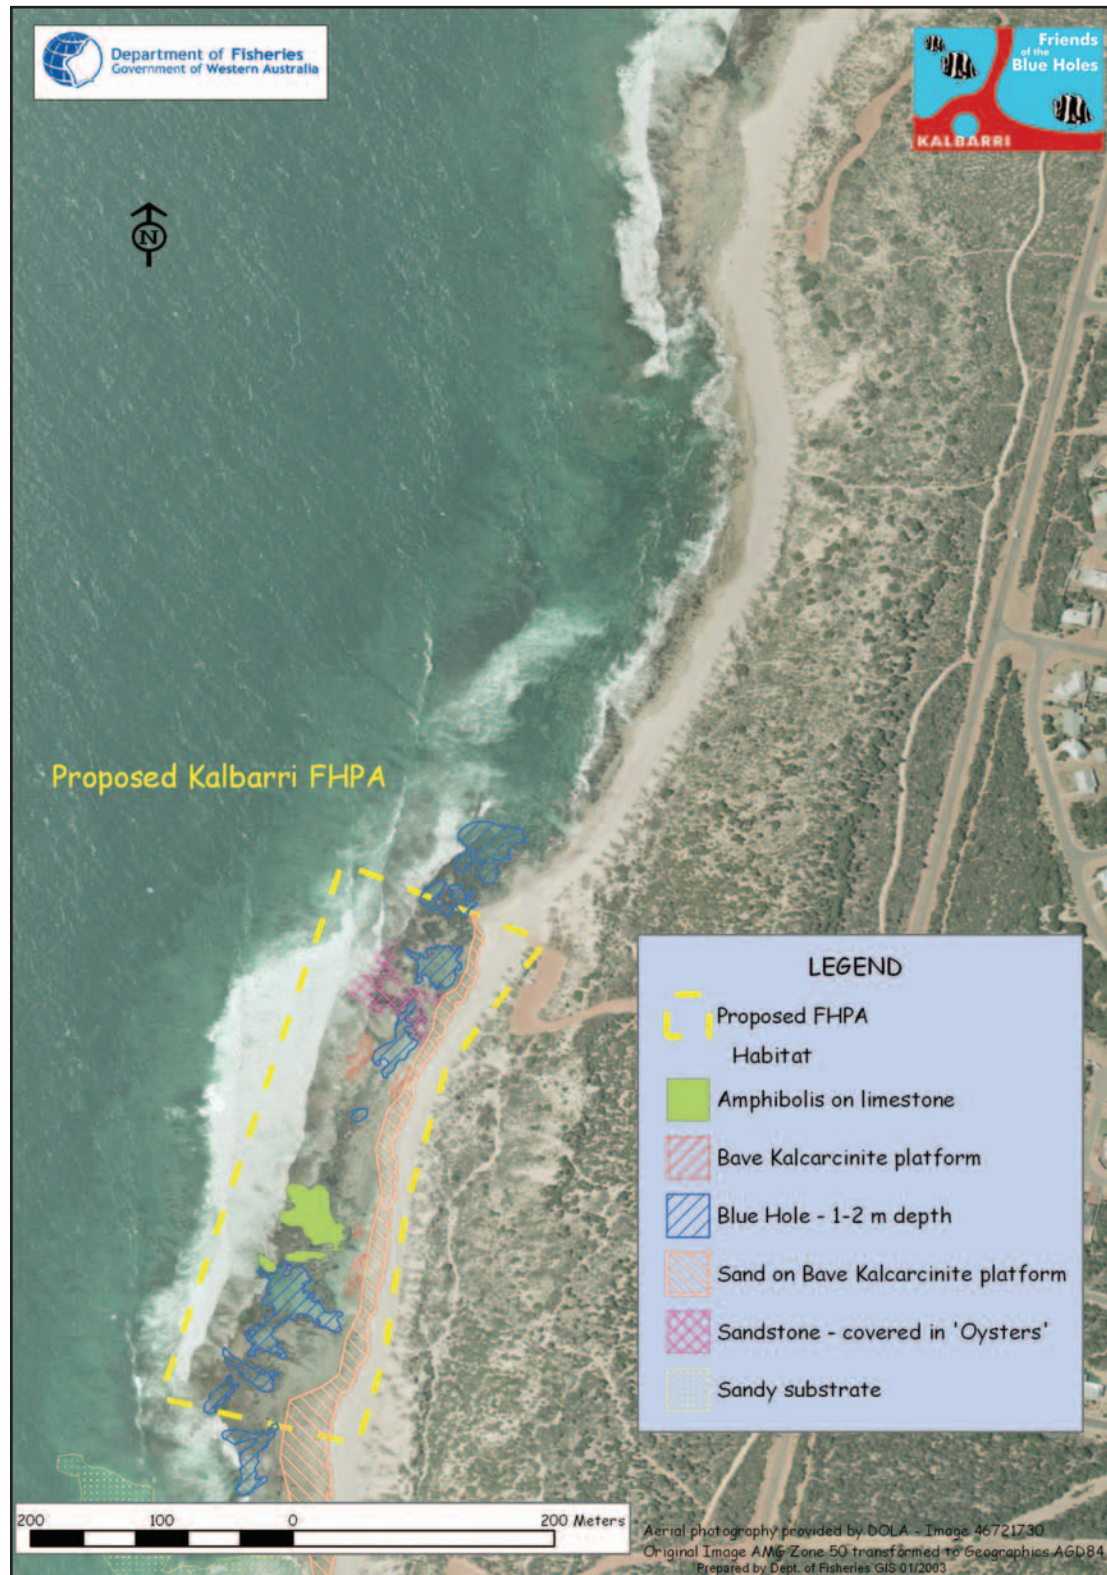 Department of Fisheries
Government of Western Australia
Friends
of the
Blue Holes
KALBARRI
N
Proposed Kalbarri FHPA
LEGEND
Proposed FHPA
Habitat
Amphibolis on limestone
Bave Kalcarcinite platform
Blue Hole - 1-2 m depth
Sand on Bave Kalcarcinite platform
Sandstone - covered in 'Oysters'
Sandy substrate
200 100 0 200 Meters
Aerial photography provided by DOLA - Image 46721730
Original Image AMG Zone 50 transformed to Geographics AGD84
Prepared by Dept. of Fisheries GIS 01/2003